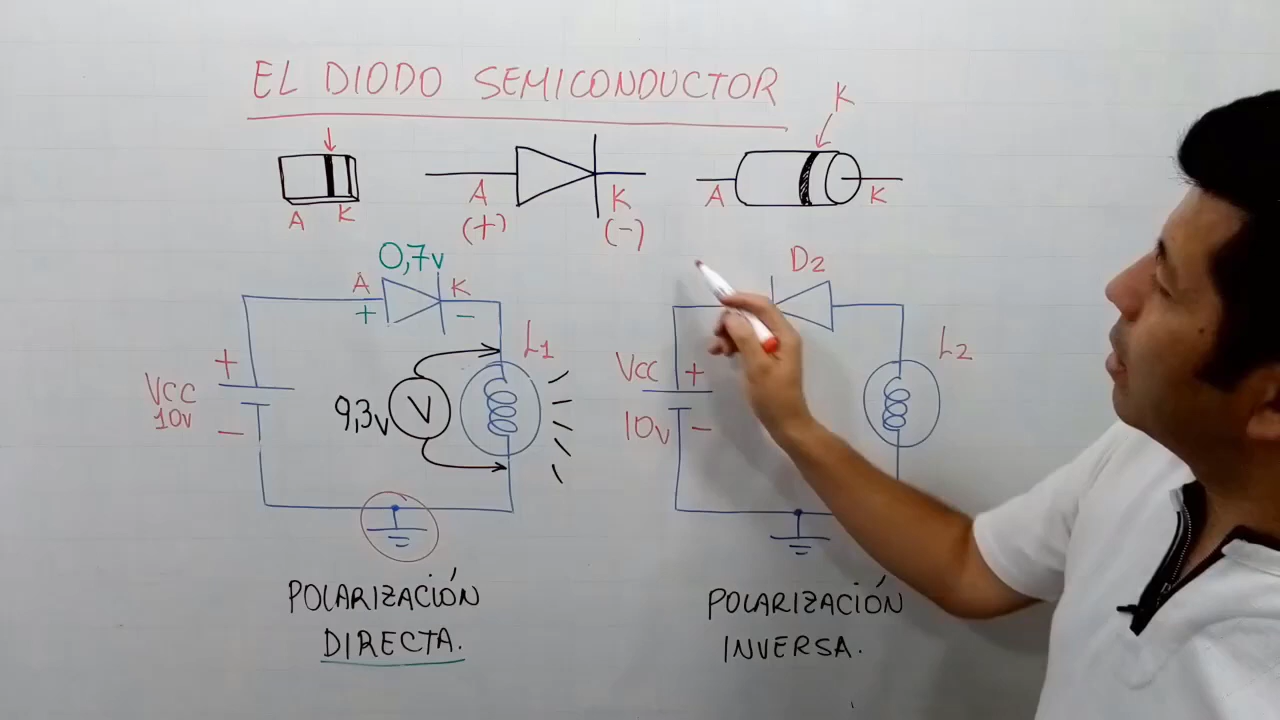 EL DIODO SEMICONDUCTOR
K
A K
A K
(+) (-)
A K
0,7v
A K
+ -
+
VCC
10v
-
9,3v
V
L1
D2
L2
VCC +
10v -
POLARIZACIÓN
DIRECTA.
POLARIZACIÓN
INVERSA.